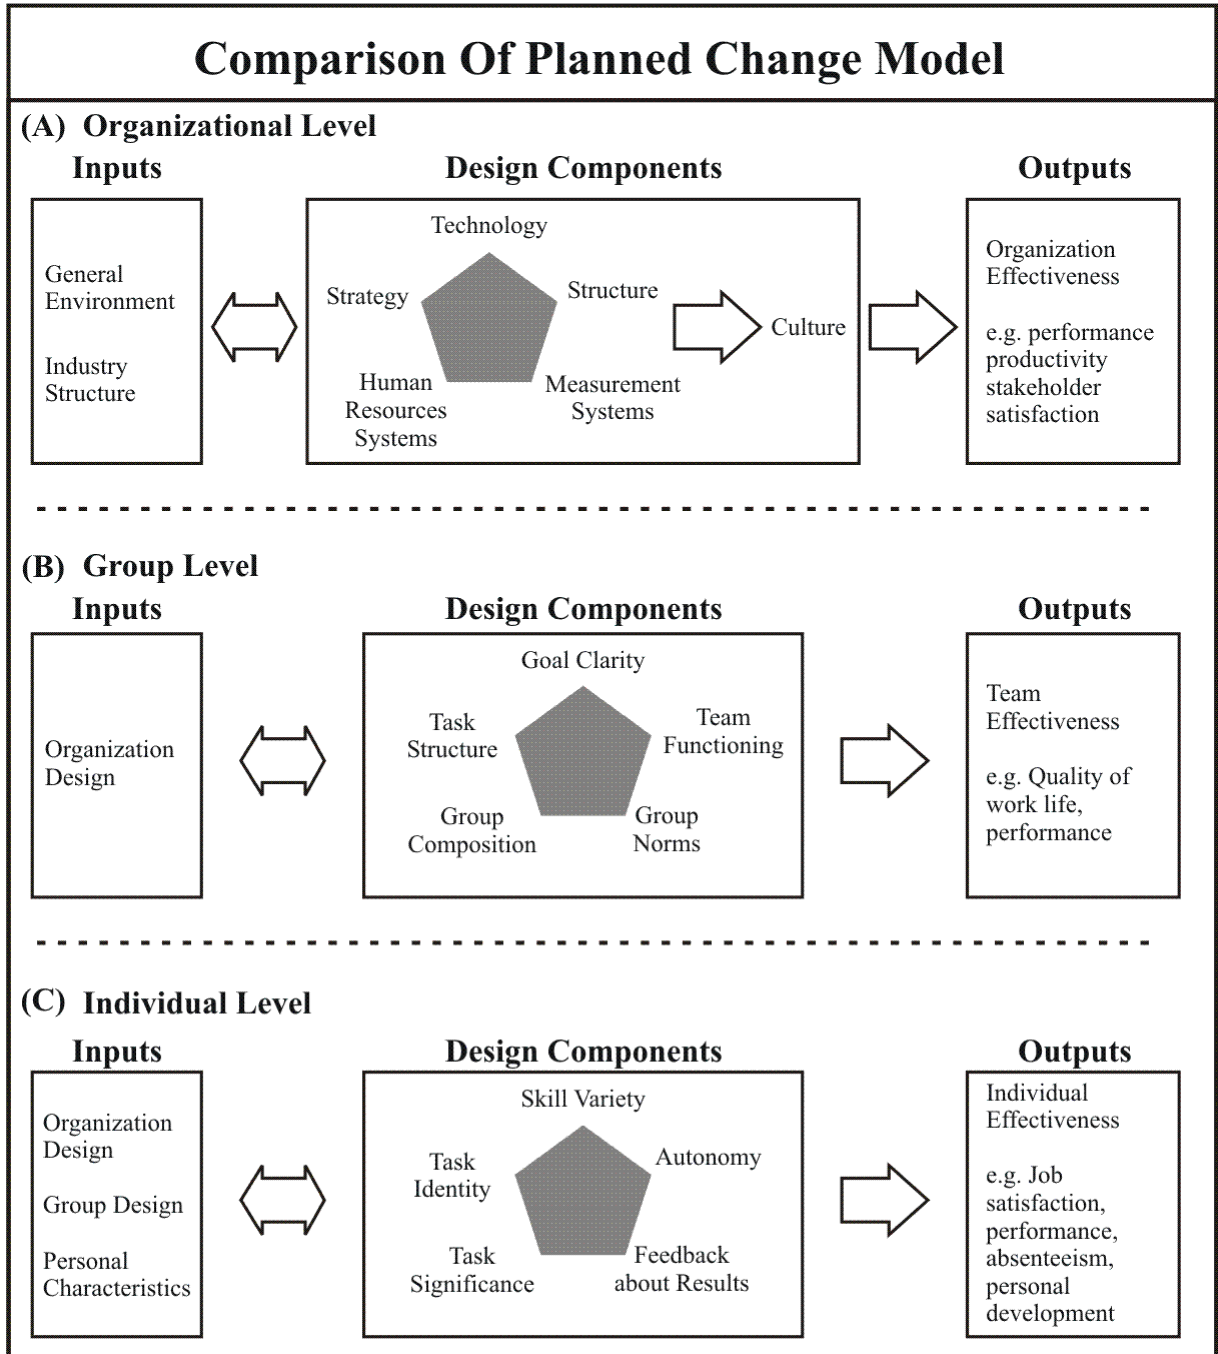 Comparison Of Planned Change Model
(A) Organizational Level
Inputs
Design Components
Outputs
General
Environment
Industry
Structure
Technology
Strategy
Structure
Human
Resources
Systems
Measurement
Systems
Culture
Organization
Effectiveness
e.g. performance
productivity
stakeholder
satisfaction
(B) Group Level
Inputs
Design Components
Outputs
Organization
Design
Goal Clarity
Task
Structure
Team
Functioning
Group
Composition
Group
Norms
Team
Effectiveness
e.g. Quality of
work life,
performance
(C) Individual Level
Inputs
Design Components
Outputs
Organization
Design
Group Design
Personal
Characteristics
Skill Variety
Task
Identity
Autonomy
Task
Significance
Feedback
about Results
Individual
Effectiveness
e.g. Job
satisfaction,
performance,
absenteeism,
personal
development